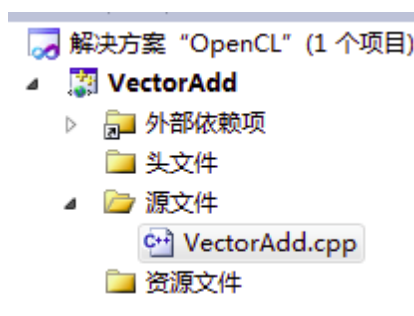 解决方案 “OpenCL” (1 个项目)
VectorAdd
外部依赖项
头文件
源文件
VectorAdd.cpp
资源文件